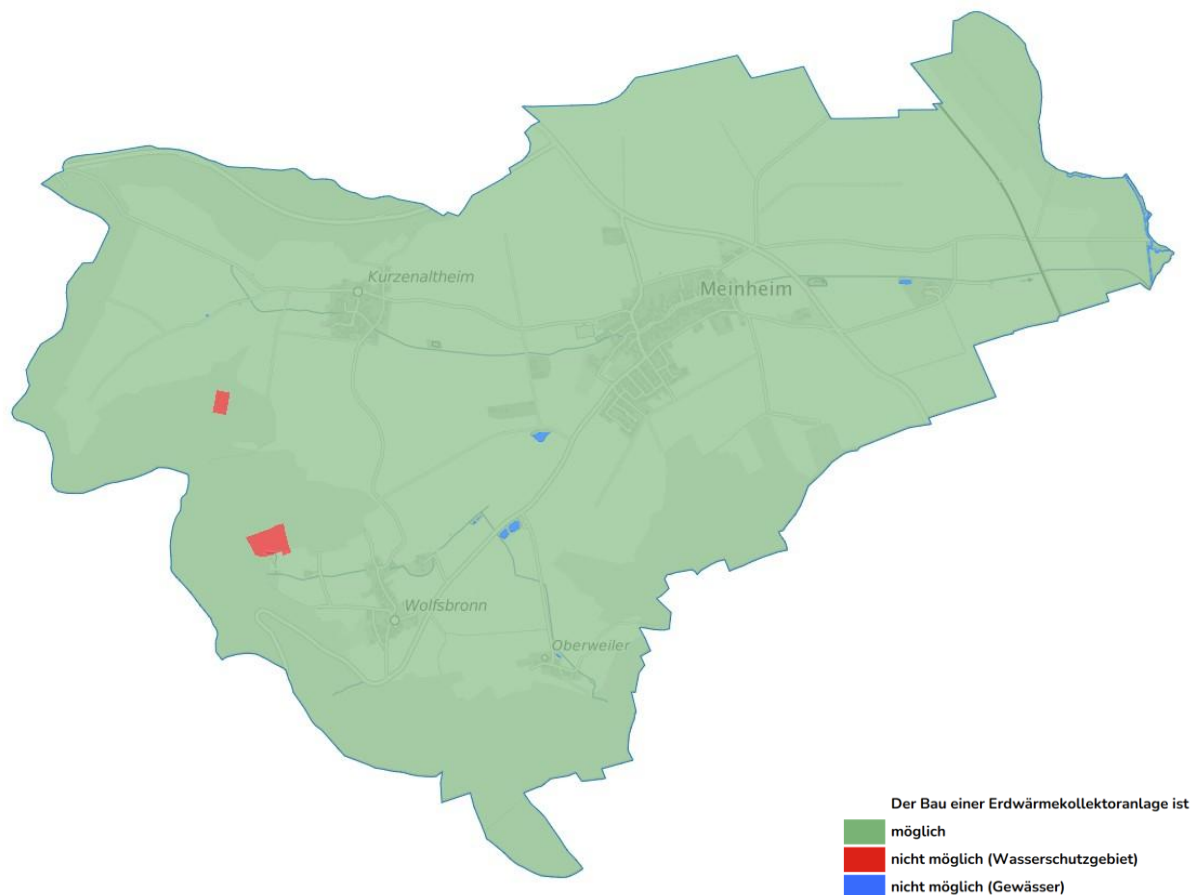 Kurzenaltheim
Meinheim
Wolfsbronn
Oberweiler
Der Bau einer Erdwärmekollektoranlage ist
möglich
nicht möglich (Wasserschutzgebiet)
nicht möglich (Gewässer)